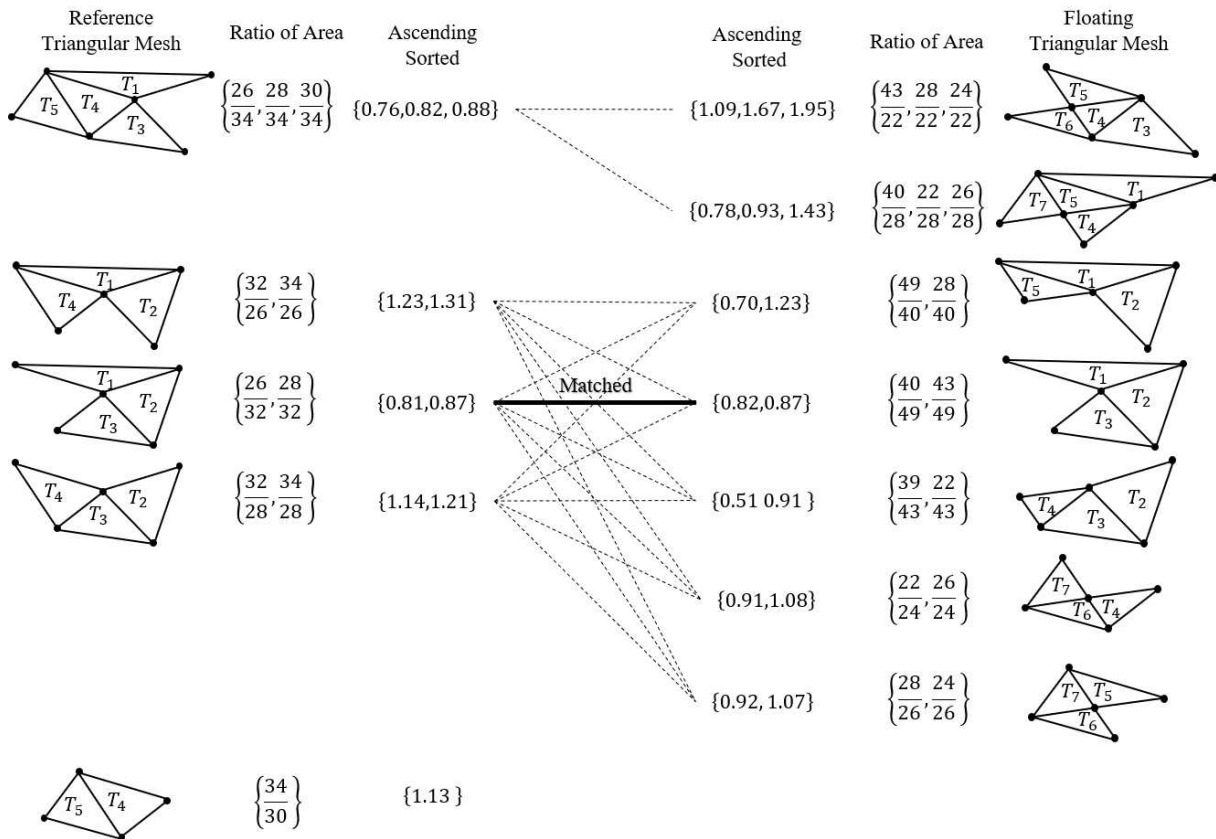 Reference
Triangular Mesh
Ratio of Area
Ascending
Sorted
Ascending
Sorted
Ratio of Area
Floating
Triangular Mesh
T₁ T₅ T₄ T₃
{26/34, 28/34, 30/34}
{0.76,0.82, 0.88}
{1.09,1.67, 1.95}
{43/22, 28/22, 24/22}
T₅ T₆ T₄ T₃
{0.78,0.93, 1.43}
{40/28, 22/28, 26/28}
T₇ T₅ T₁ T₄
T₁ T₄ T₂
{32/26, 34/26}
{1.23,1.31}
{0.70,1.23}
{49/40, 28/40}
T₅ T₁ T₂
T₁ T₂ T₃
{26/32, 28/32}
{0.81,0.87}
Matched
{0.82,0.87}
{40/49, 43/49}
T₁ T₂ T₃
T₄ T₂ T₃
{32/28, 34/28}
{1.14,1.21}
{0.51 0.91 }
{39/43, 22/43}
T₄ T₃ T₂
{0.91,1.08}
{22/24, 26/24}
T₇ T₆ T₄
{0.92, 1.07}
{28/26, 24/26}
T₇ T₅ T₆
T₅ T₄
{34/30}
{1.13 }